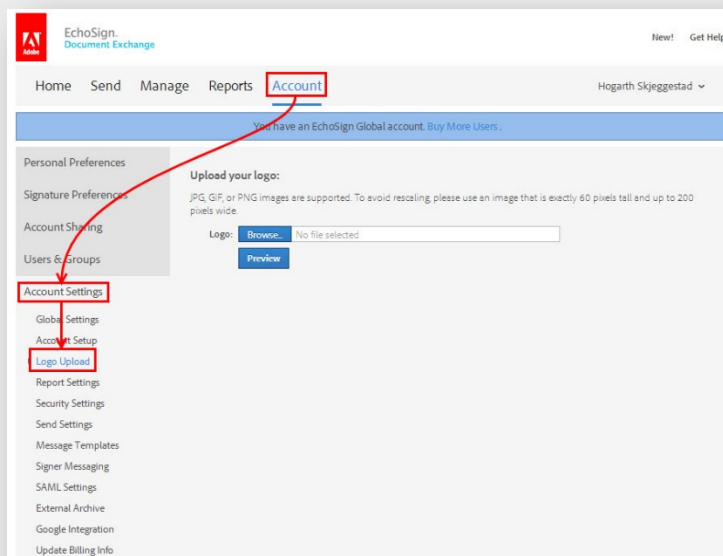 Adobe
EchoSign.
Document Exchange
New! Get Help
Home Send Manage Reports Account
Hogarth Skjeggestad
You have an EchoSign Global account. Buy More Users.
Personal Preferences
Signature Preferences
Account Sharing
Users & Groups
Account Settings
Global Settings
Account Setup
Logo Upload
Report Settings
Security Settings
Send Settings
Message Templates
Signer Messaging
SAML Settings
External Archive
Google Integration
Update Billing Info
Upload your logo:
JPG, GIF, or PNG images are supported. To avoid rescaling, please use an image that is exactly 60 pixels tall and up to 200
pixels wide.
Logo: Browse... No file selected
Preview